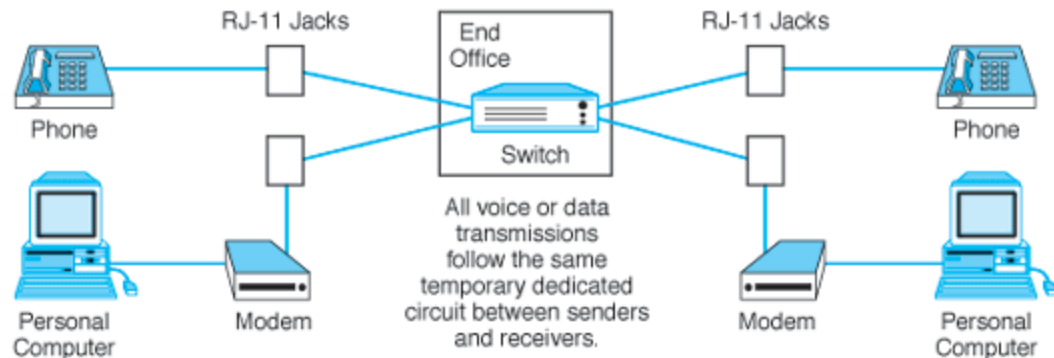 RJ-11 Jacks
End
Office
RJ-11 Jacks
Phone
Switch
Phone
All voice or data
transmissions
follow the same
temporary dedicated
circuit between senders
and receivers.
Personal
Computer
Modem
Modem
Personal
Computer